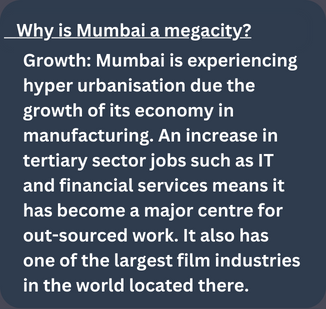 Why is Mumbai a megacity?
Growth: Mumbai is experiencing
hyper urbanisation due the
growth of its economy in
manufacturing. An increase in
tertiary sector jobs such as IT
and financial services means it
has become a major centre for
out-sourced work. It also has
one of the largest film industries
in the world located there.